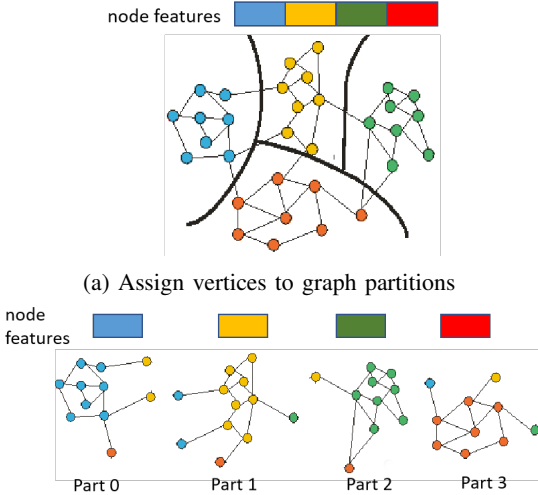 node features
(a) Assign vertices to graph partitions
node
features
Part 0 Part 1 Part 2 Part 3